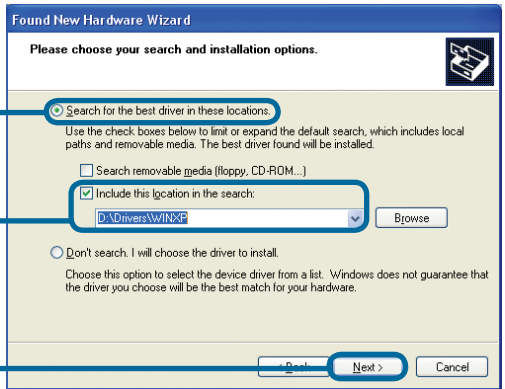 Found New Hardware Wizard
Please choose your search and installation options.
Search for the best driver in these locations.
Use the check boxes below to limit or expand the default search, which includes local
paths and removable media. The best driver found will be installed.
Search removable media (floppy, CD-ROM...)
Include this location in the search:
D:\Drivers\WINXP
Browse
Don't search. I will choose the driver to install.
Choose this option to select the device driver from a list. Windows does not guarantee that
the driver you choose will be the best match for your hardware.
< Back
Next >
Cancel